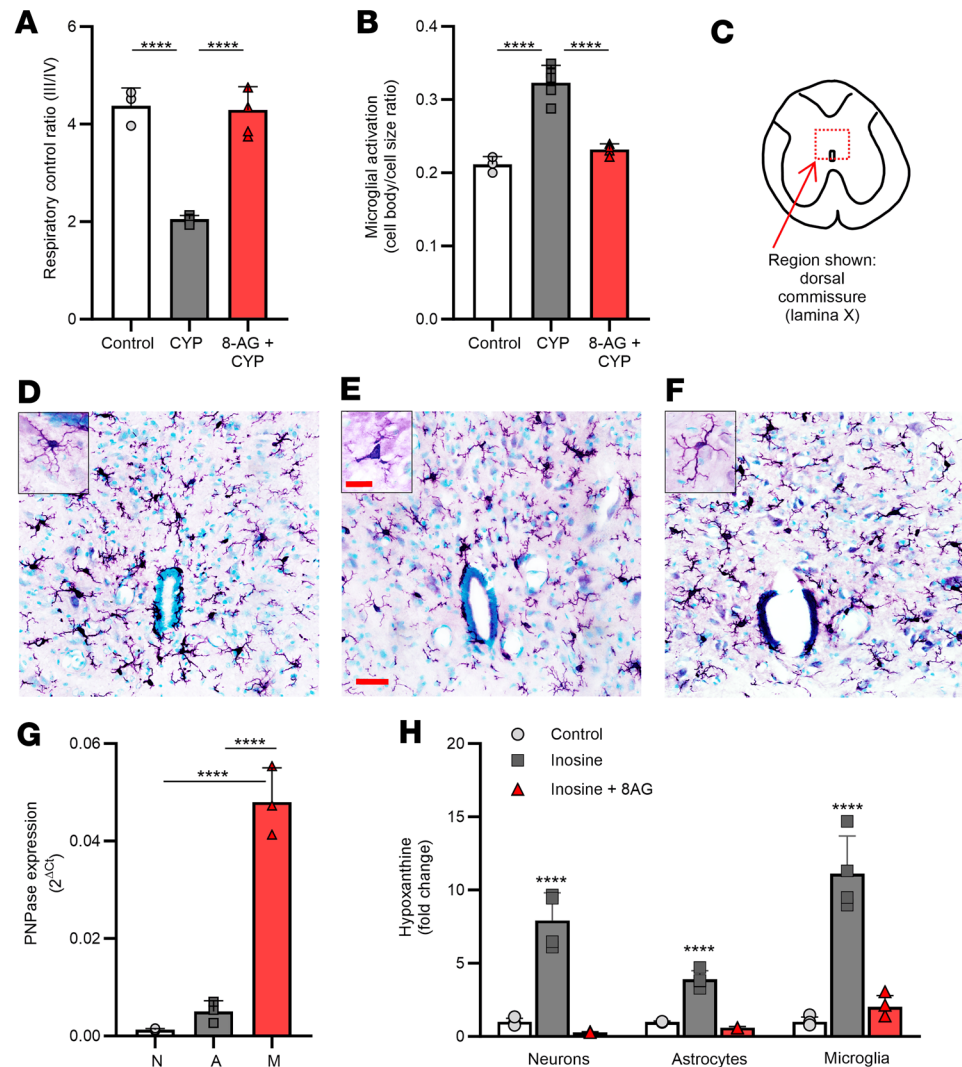 A
Respiratory control ratio (III/IV)
6
4
2
0
****
****
Control
CYP
8-AG +
CYP
B
Microglial activation
(cell body/cell size ratio)
0.4
0.3
0.2
0.1
0.0
****
****
Control
CYP
8-AG +
CYP
C
Region shown:
dorsal
commissure
(lamina X)
D
E
F
G
PNPase expression
(2^ΔCt)
0.06
0.04
0.02
0.00
****
****
N
A
M
H
Control
Inosine
Inosine + 8AG
Hypoxanthine
(fold change)
20
15
10
5
0
****
****
****
Neurons
Astrocytes
Microglia